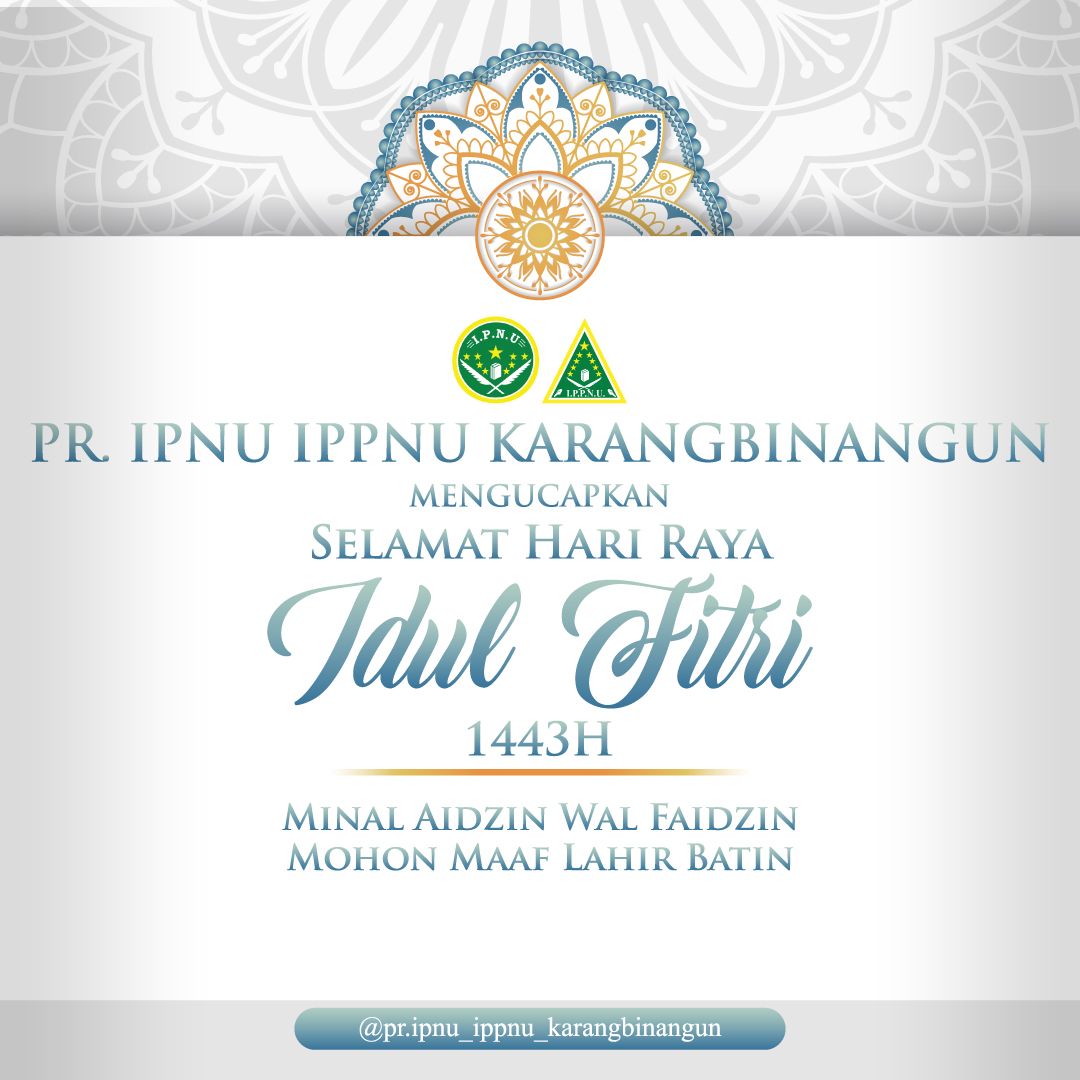 I.P.N.U
I.P.P.N.U.
PR. IPNU IPPNU KARANGBINANGUN
MENGUCAPKAN
SELAMAT HARI RAYA
Idul Fitri
1443H
MINAL AIDZIN WAL FAIDZIN
MOHON MAAF LAHIR BATIN
@pr.ipnu_ippnu_karangbinangun